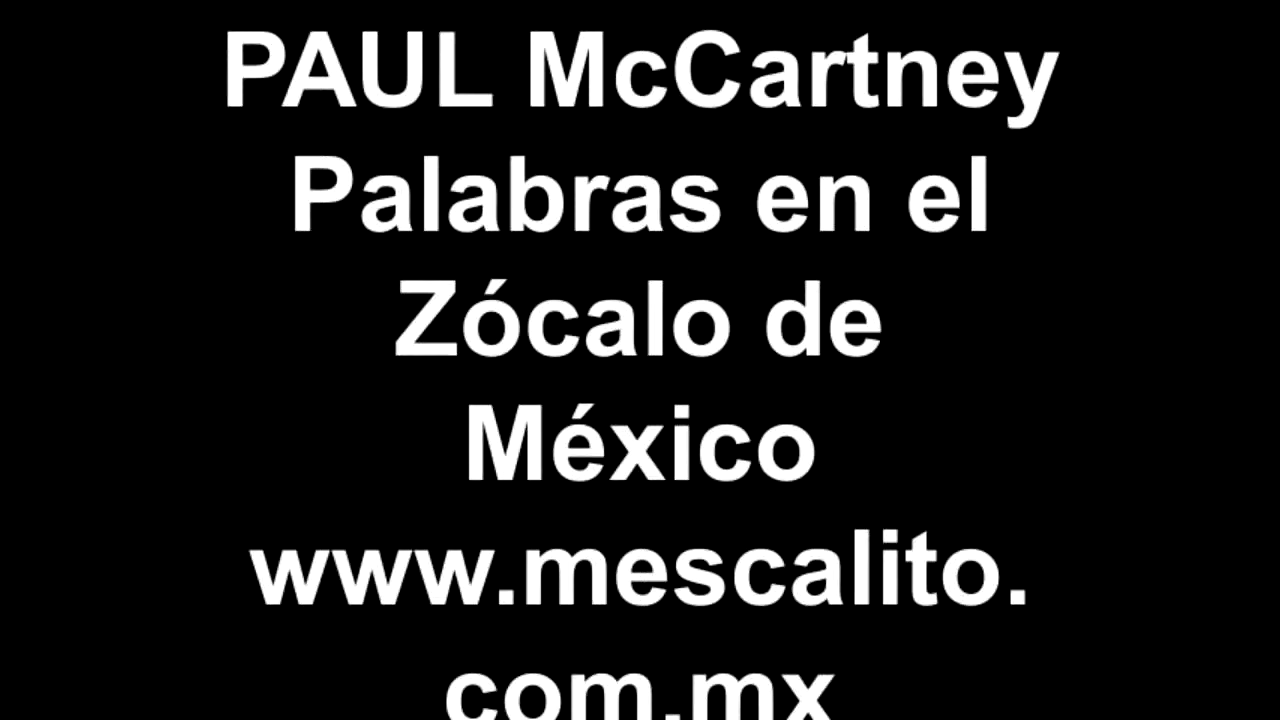 PAUL McCartney
Palabras en el
Zócalo de
México
www.mescalito.
com.mx